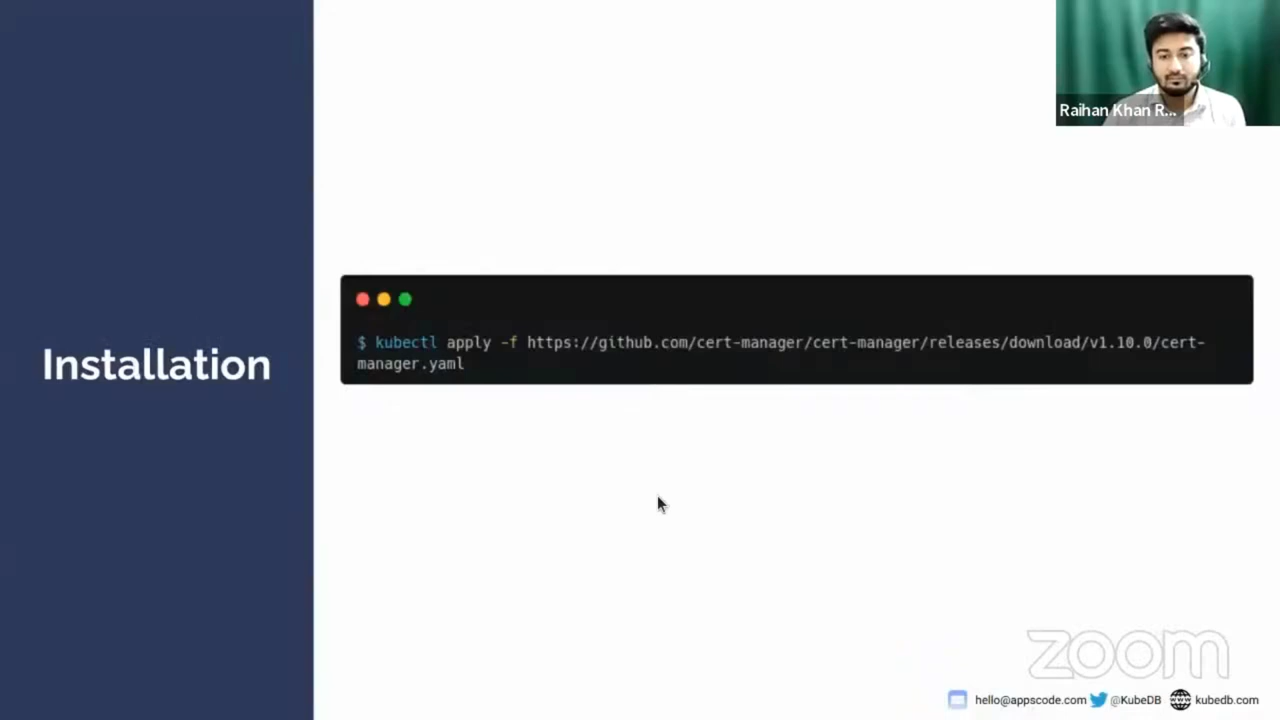 Raihan Khan R...
Installation
$ kubectl apply -f https://github.com/cert-manager/cert-manager/releases/download/v1.10.0/cert-
manager.yaml
zoom
hello@appscode.com @KubeDB kubedb.com